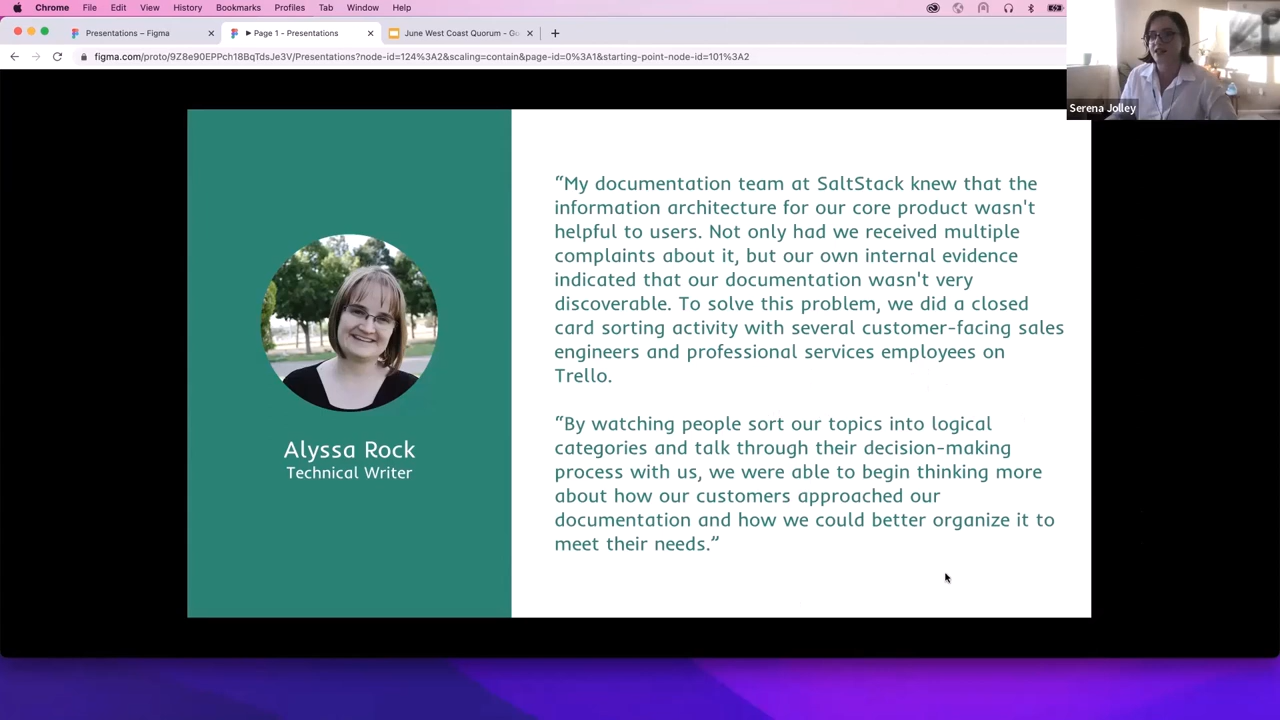 Chrome File Edit View History Bookmarks Profiles Tab Window Help
Presentations – Figma
Page 1 - Presentations
June West Coast Quorum - Go
figma.com/proto/9Z8e90EPPch18BqTdsJe3V/Presentations?node-id=124%3A2&scaling=contain&page-id=0%3A1&starting-point-node-id=101%3A2
Serena Jolley
Alyssa Rock
Technical Writer
“My documentation team at SaltStack knew that the
information architecture for our core product wasn't
helpful to users. Not only had we received multiple
complaints about it, but our own internal evidence
indicated that our documentation wasn't very
discoverable. To solve this problem, we did a closed
card sorting activity with several customer-facing sales
engineers and professional services employees on
Trello.
“By watching people sort our topics into logical
categories and talk through their decision-making
process with us, we were able to begin thinking more
about how our customers approached our
documentation and how we could better organize it to
meet their needs.”